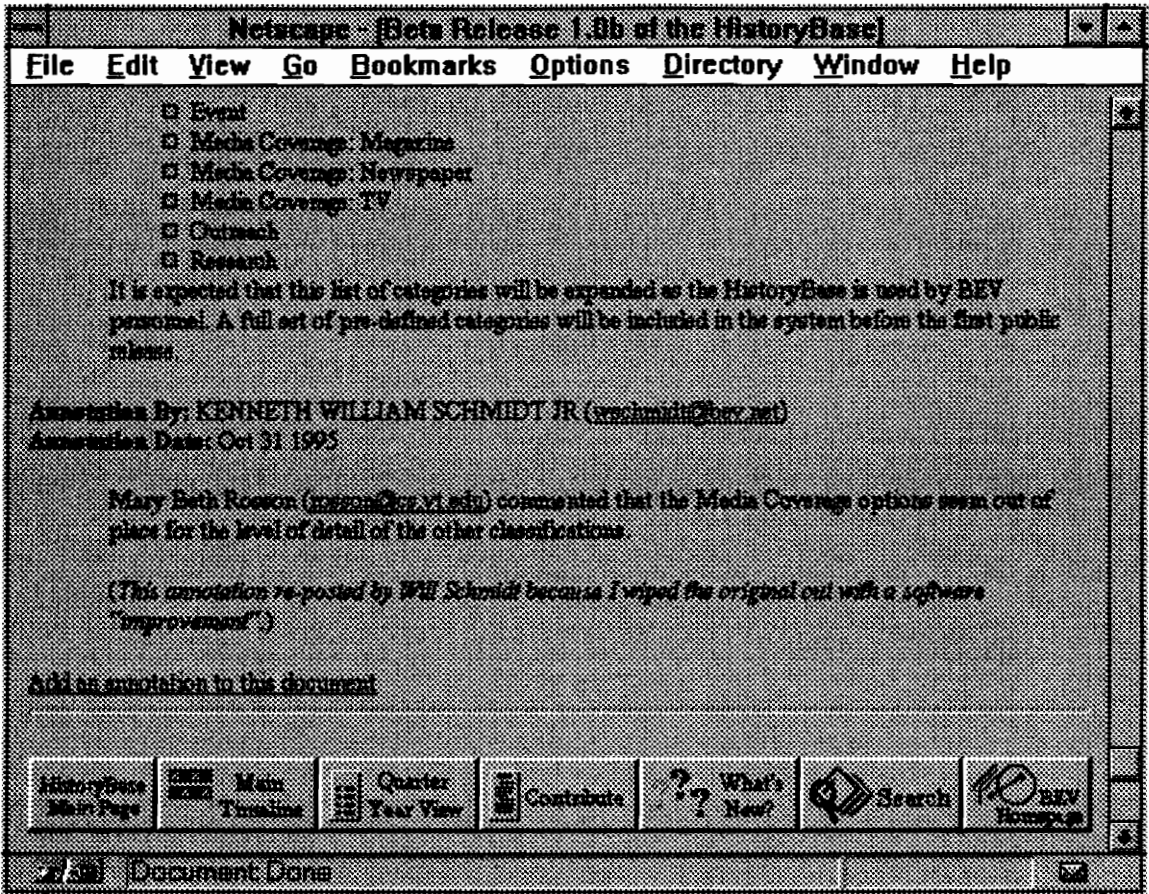 Netscape - [Beta Release 1.0b of the HistoryBase]
File Edit View Go Bookmarks Options Directory Window Help
Event
Media Coverage: Magazine
Media Coverage: Newspaper
Media Coverage: TV
Outreach
Research
It is expected that this list of categories will be expanded as the HistoryBase is used by BEV
personnel. A full set of pre-defined categories will be included in the system before the first public
release.
Annotation By: KENNETH WILLIAM SCHMIDT JR (wschmidt@bev.net)
Annotation Date: Oct 31 1995
Mary Beth Rosson (rosson@cs.vt.edu) commented that the Media Coverage options seem out of
place for the level of detail of the other classifications.
(This annotation re-posted by Will Schmidt because I wiped the original out with a software
"improvement".)
Add an annotation to this document
HistoryBase Main Page
Main Timeline
Quarter Year View
Contribute
What's New?
Search
BEV Homepage
Document: Done